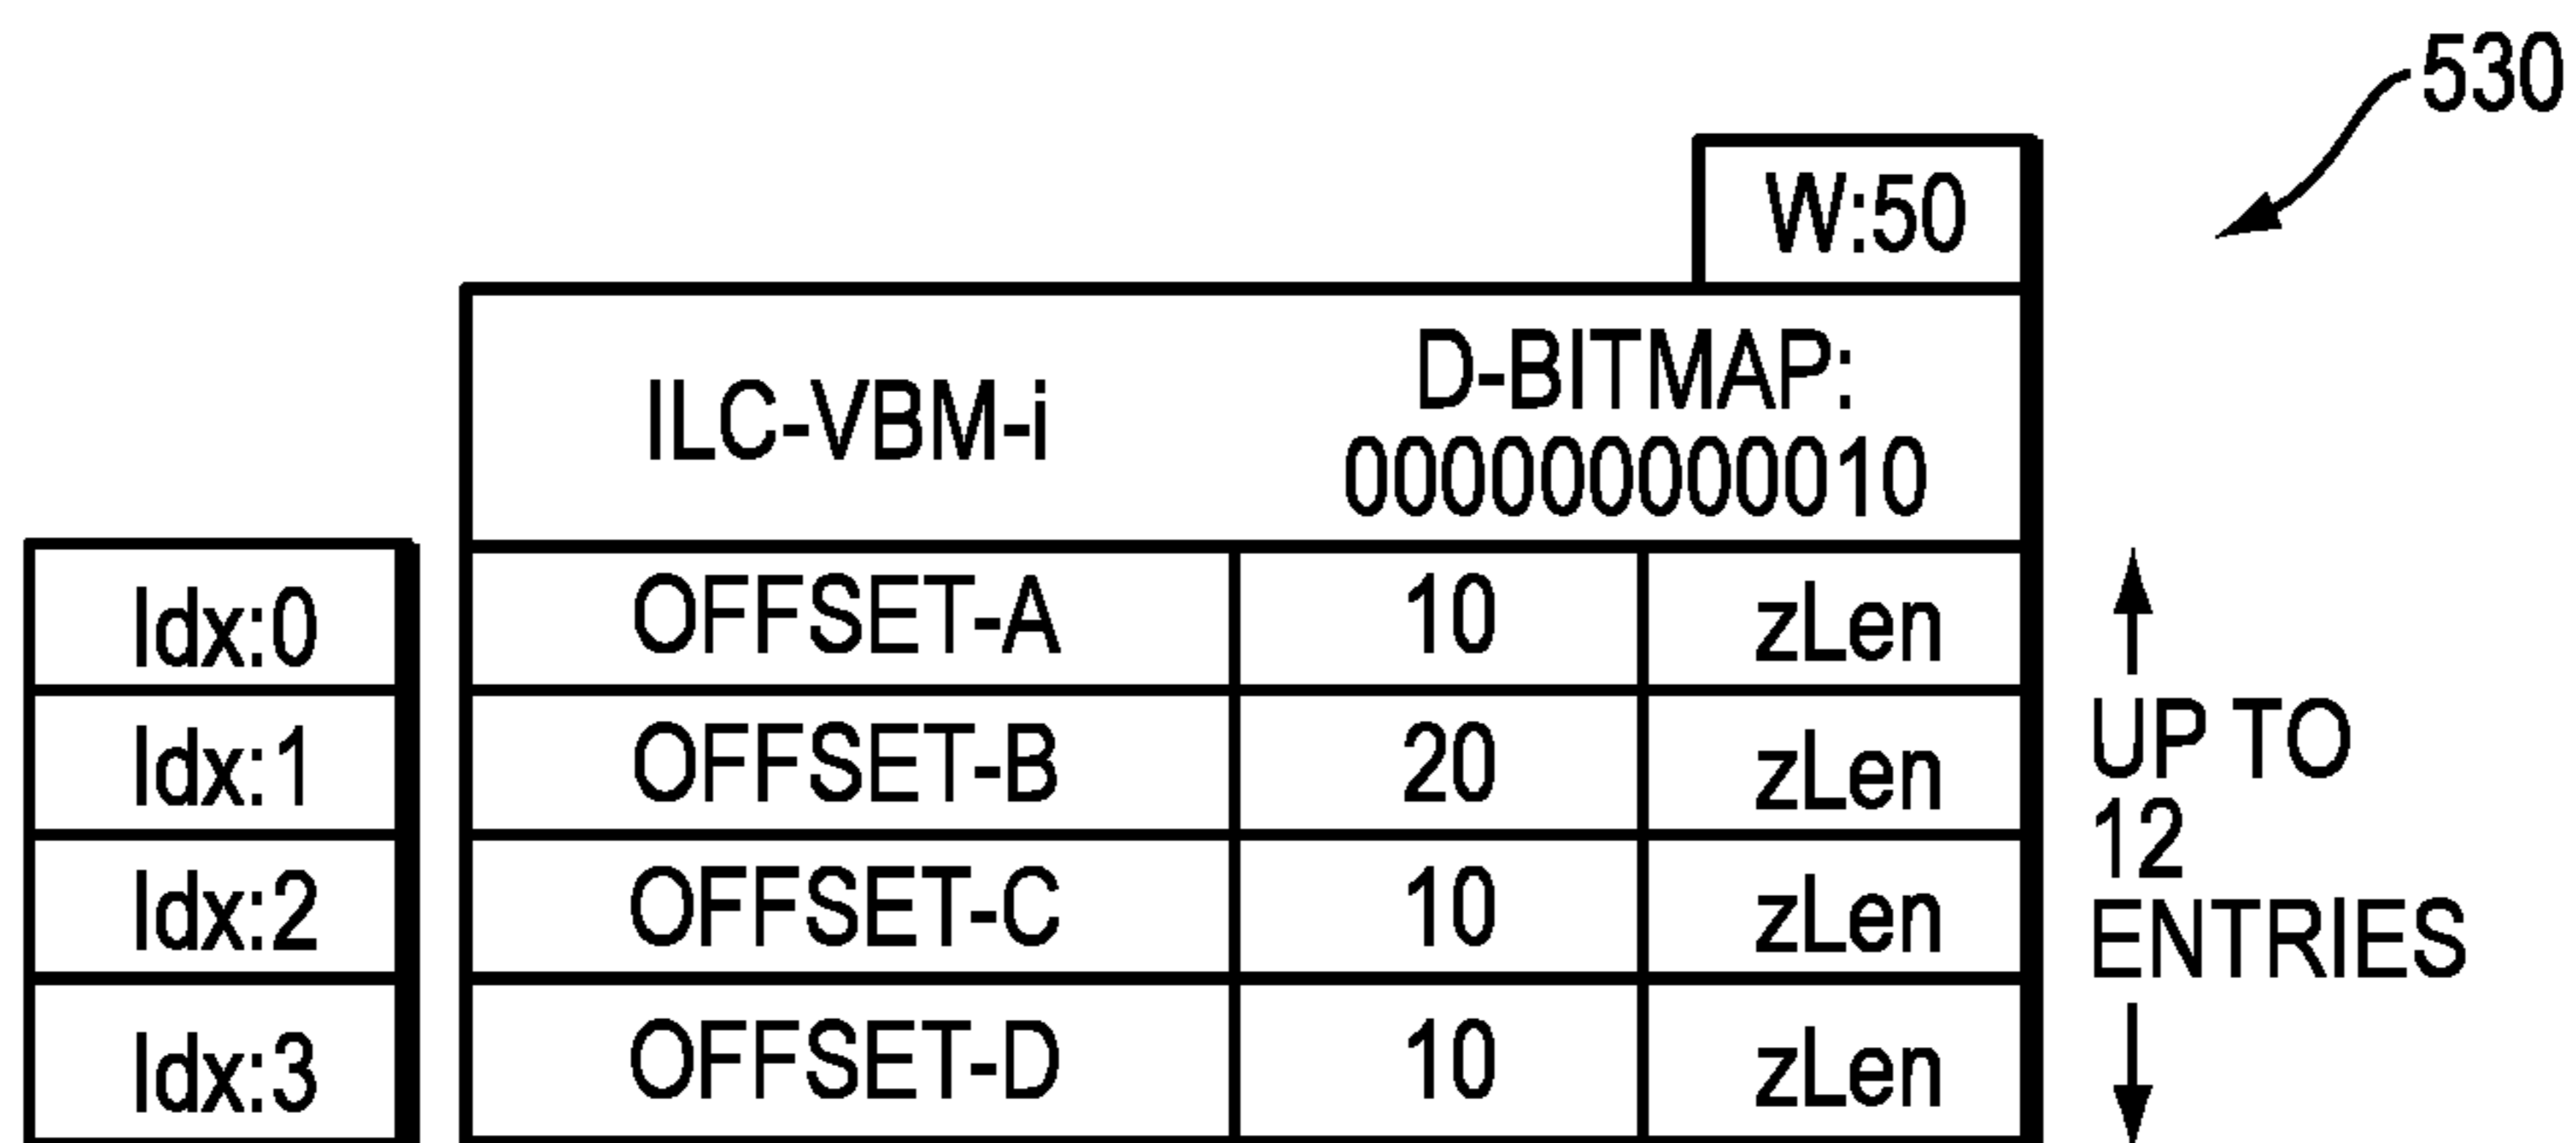 530
W:50
ILC-VBM-i
D-BITMAP:
000000000010
Idx:0 OFFSET-A 10 zLen
Idx:1 OFFSET-B 20 zLen
Idx:2 OFFSET-C 10 zLen
Idx:3 OFFSET-D 10 zLen
UP TO
12
ENTRIES